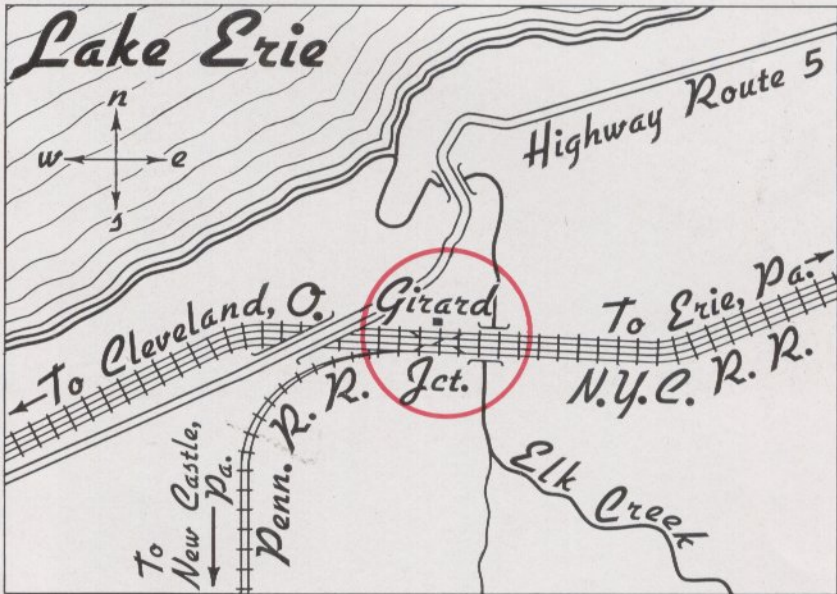 Lake Erie
n
w e
s
Highway Route 5
To Cleveland, O.
Girard
Jct.
To Erie, Pa.
N.Y.C. R. R.
Penn. R. R.
To
New Castle,
Pa.
Elk Creek